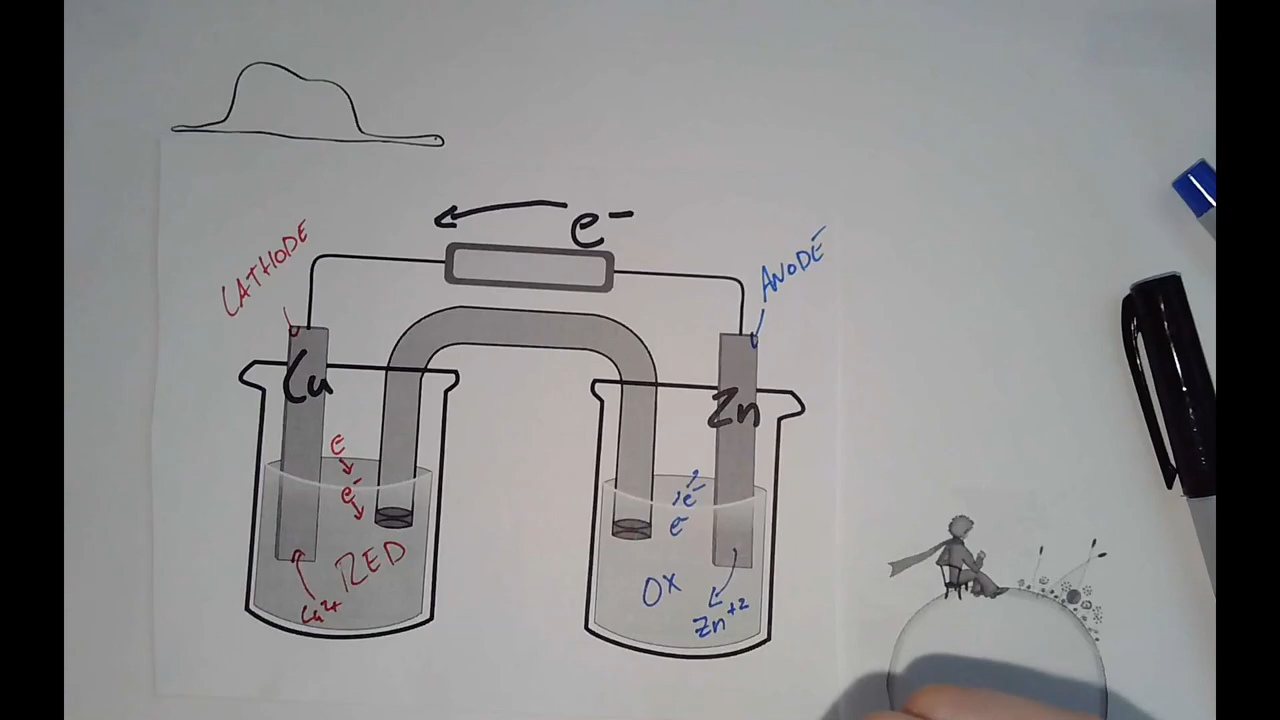 e⁻
CATHODE
ANODE
Cu
Zn
e
e⁻
e⁻
e⁻
RED
OX
Cu²⁺
Zn⁺²